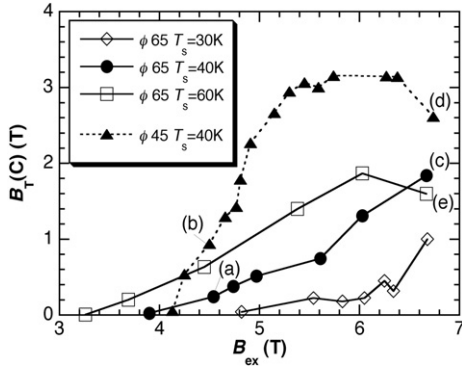 4
3
2
1
0
B_T(C) (T)
ϕ 65 T_s=30K
ϕ 65 T_s=40K
ϕ 65 T_s=60K
ϕ 45 T_s=40K
(d)
(c)
(e)
(b)
(a)
3 4 5 6 7
B_ex (T)